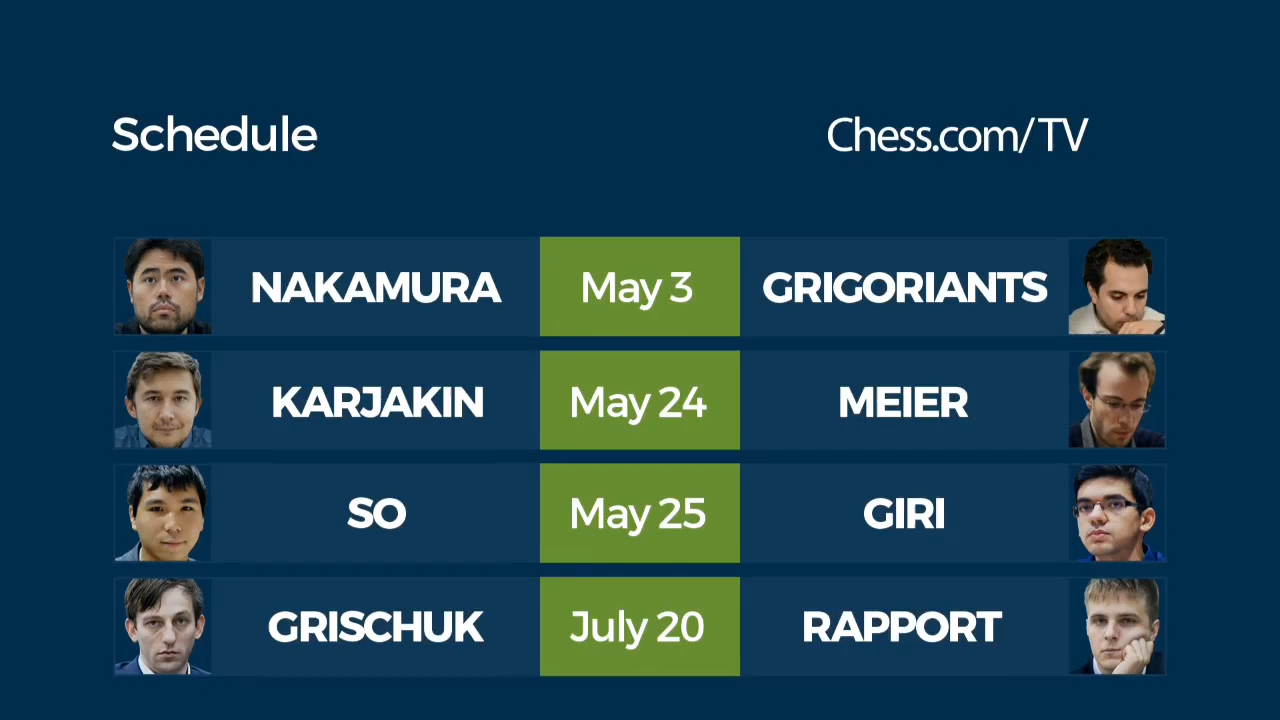 Schedule Chess.com/TV
NAKAMURA May 3 GRIGORIANTS
KARJAKIN May 24 MEIER
SO May 25 GIRI
GRISCHUK July 20 RAPPORT